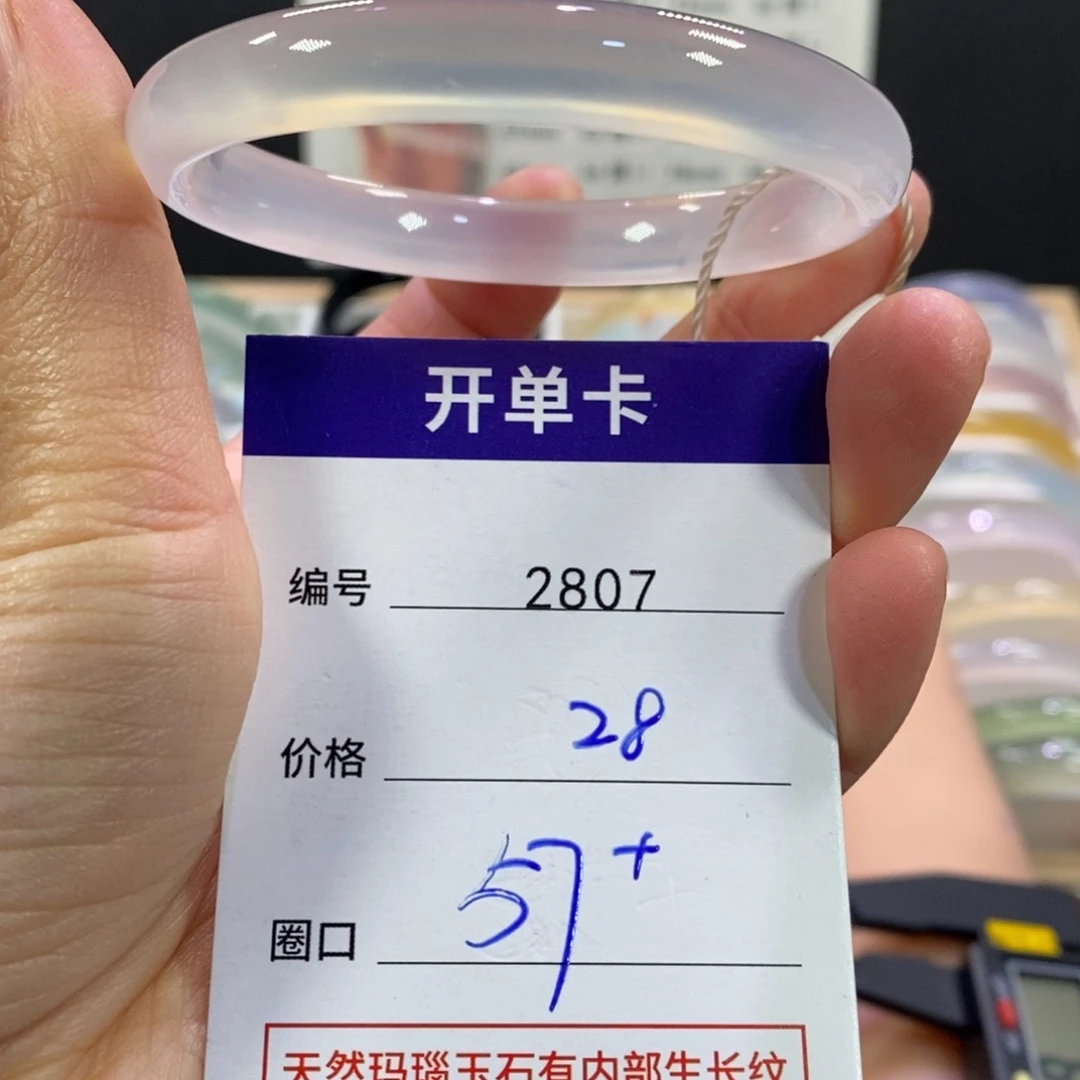 开单卡
编号 2807
价格 28
圈口 57+
天然玛瑙玉石有内部生长纹